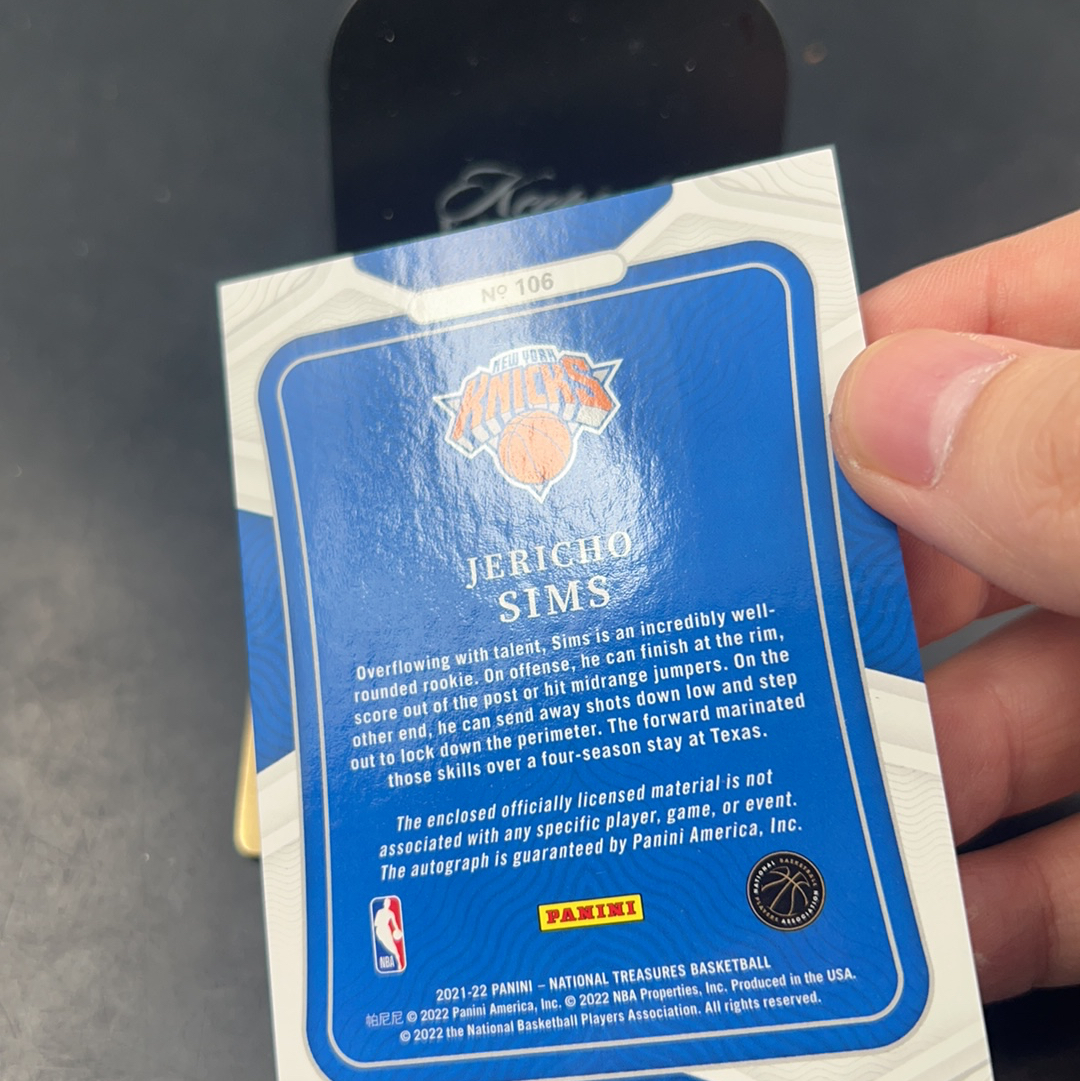 Nº 106
NEW YORK
KNICKS
JERICHO
SIMS
Overflowing with talent, Sims is an incredibly well-
rounded rookie. On offense, he can finish at the rim,
score out of the post or hit midrange jumpers. On the
other end, he can send away shots down low and step
out to lock down the perimeter. The forward marinated
those skills over a four-season stay at Texas.
The enclosed officially licensed material is not
associated with any specific player, game, or event.
The autograph is guaranteed by Panini America, Inc.
NBA
PANINI
NATIONAL BASKETBALL
PLAYERS ASSOCIATION
2021-22 PANINI – NATIONAL TREASURES BASKETBALL
帕尼尼 © 2022 Panini America, Inc. © 2022 NBA Properties, Inc. Produced in the USA.
© 2022 the National Basketball Players Association. All rights reserved.